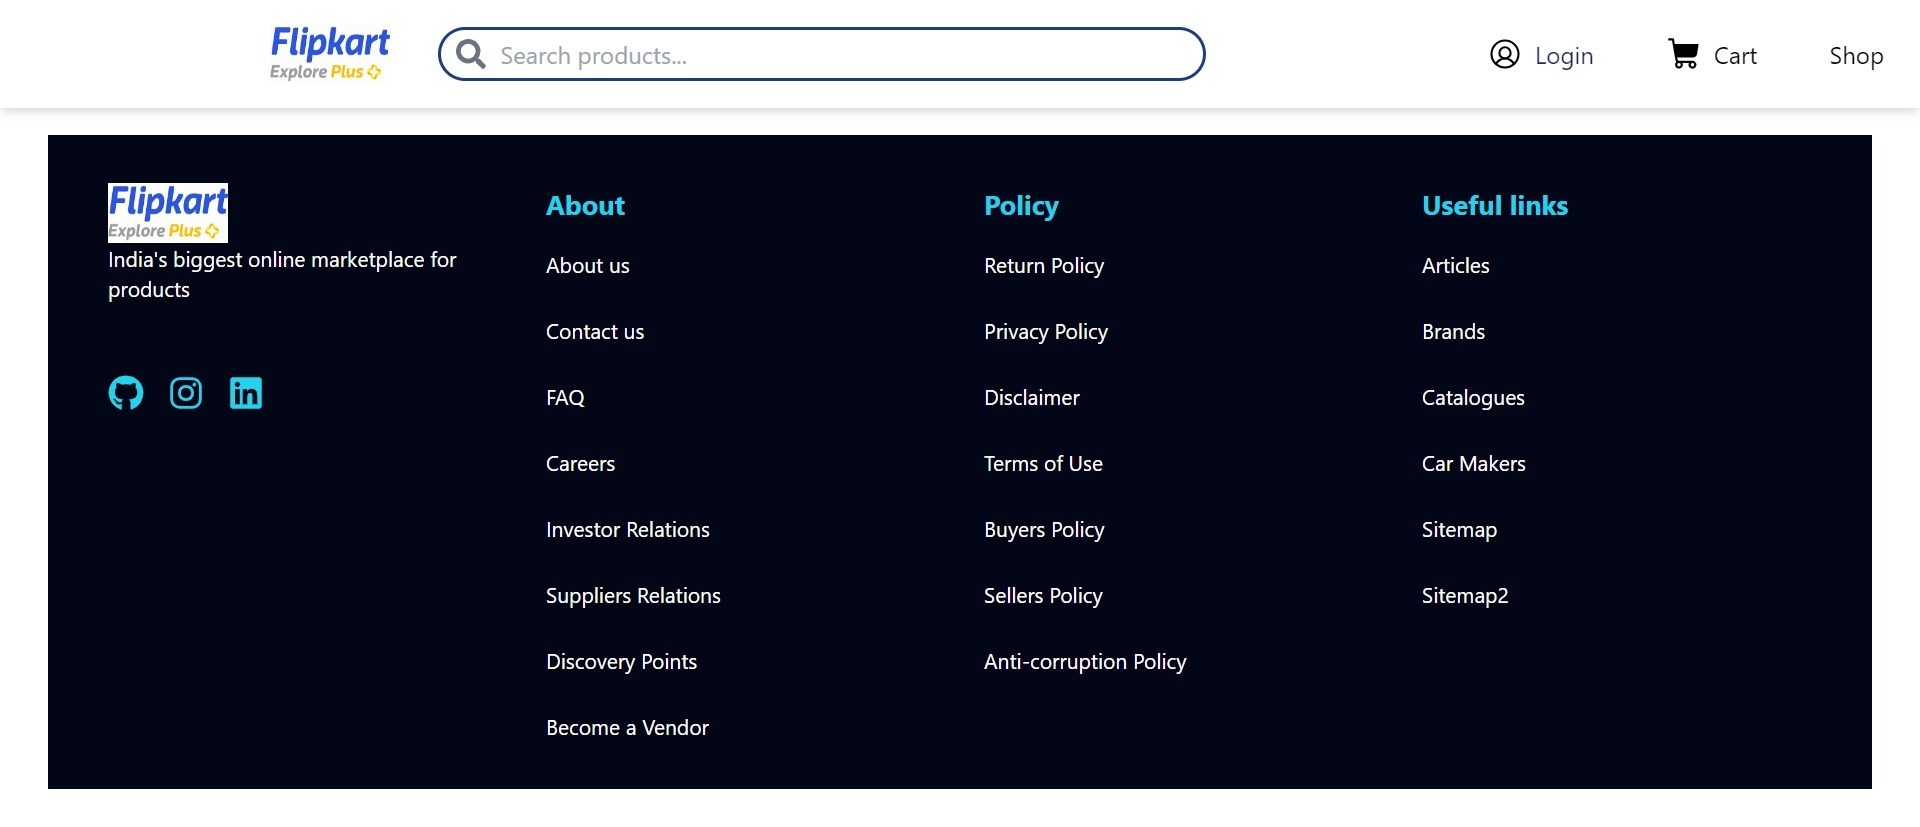 Flipkart
Explore Plus
Search products...
Login
Cart
Shop
Flipkart
Explore Plus
India's biggest online marketplace for
products
About
About us
Contact us
FAQ
Careers
Investor Relations
Suppliers Relations
Discovery Points
Become a Vendor
Policy
Return Policy
Privacy Policy
Disclaimer
Terms of Use
Buyers Policy
Sellers Policy
Anti-corruption Policy
Useful links
Articles
Brands
Catalogues
Car Makers
Sitemap
Sitemap2